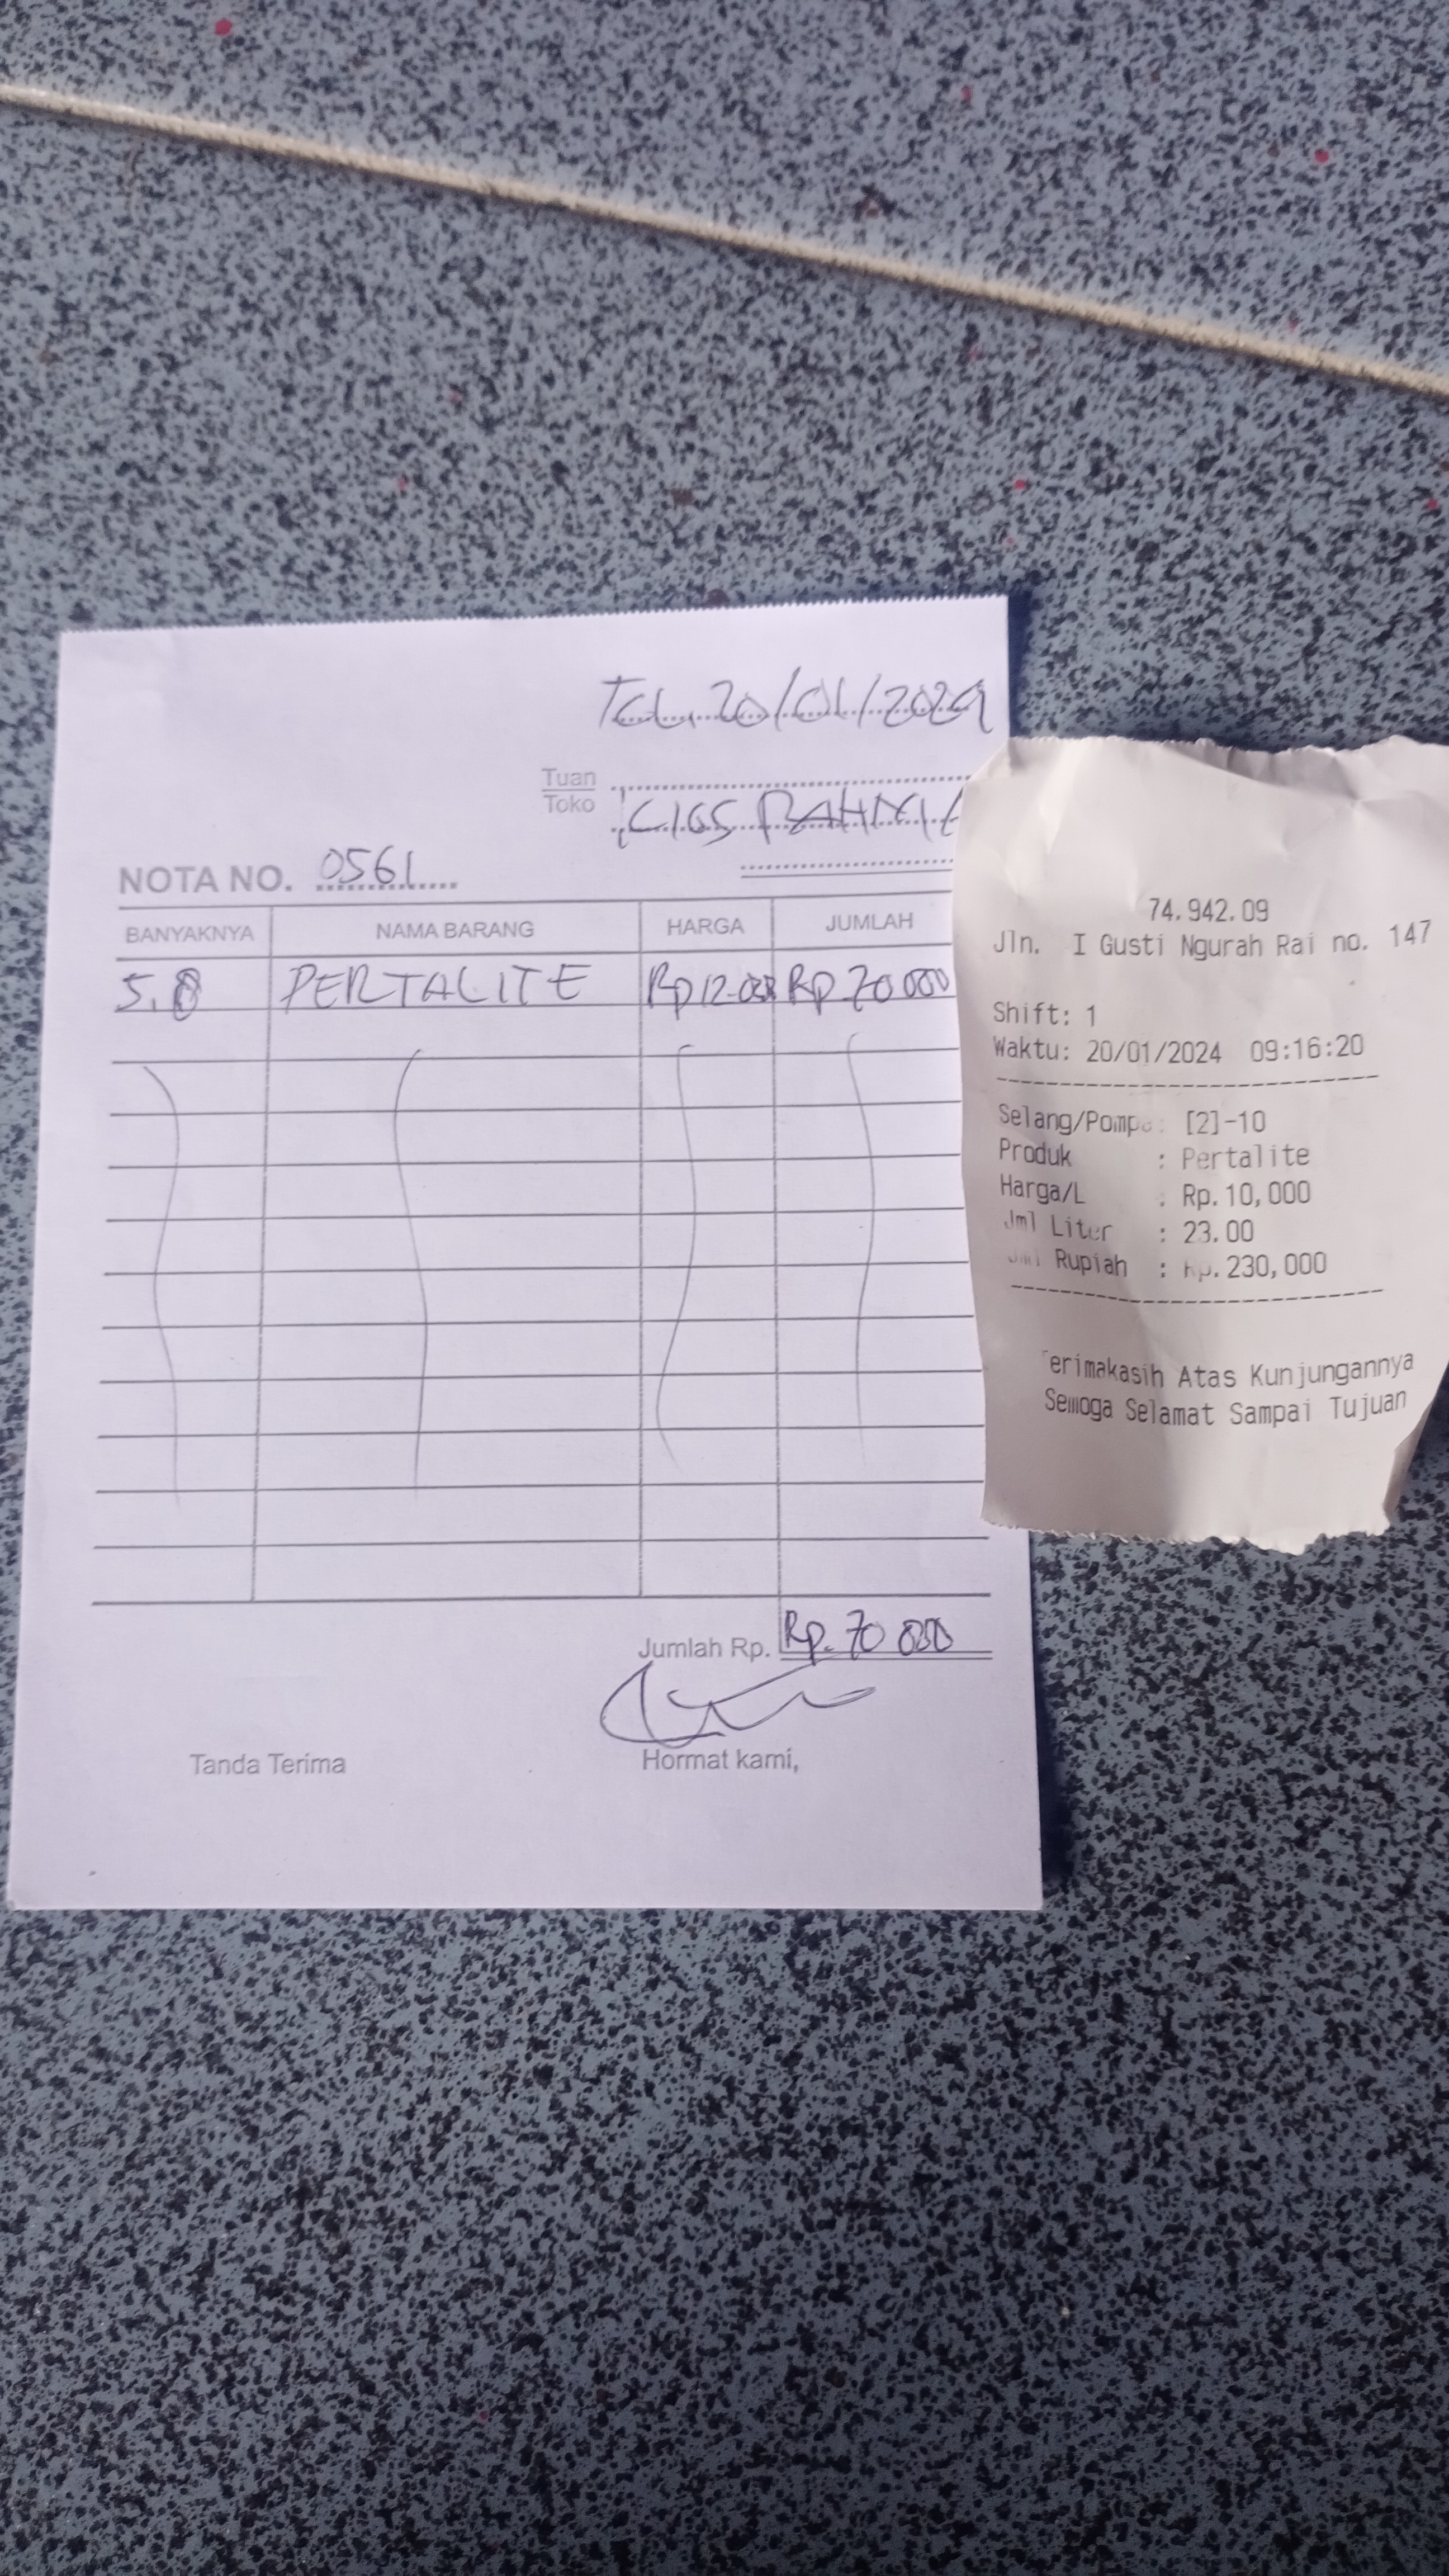 TGL 20/01/2024
Tuan
Toko
KIOS RAHM
NOTA NO. 0561
BANYAKNYA NAMA BARANG HARGA JUMLAH
5.8 PERTALITE Rp 12.000 Rp 70 000
Jumlah Rp. Rp. 70 000
Tanda Terima Hormat kami,
74.942.09
Jln. I Gusti Ngurah Rai no. 147
Shift: 1
Waktu: 20/01/2024 09:16:20
Selang/Pompa: [2]-10
Produk : Pertalite
Harga/L : Rp.10,000
Jml Liter : 23.00
Jml Rupiah : Rp.230,000
Terimakasih Atas Kunjungannya
Semoga Selamat Sampai Tujuan